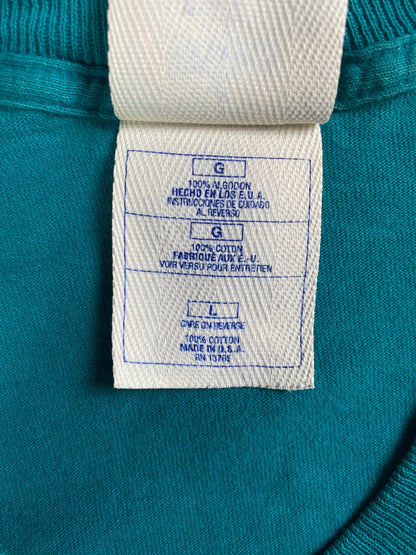 G
100% ALGODON
HECHO EN LOS E.U.A.
INSTRUCCIONES DE CUIDADO
AL REVERSO
G
100% COTON
FABRIQUÉ AUX É.-U.
VOIR VERSO POUR ENTRETIEN
L
CARE ON REVERSE
100% COTTON
MADE IN U.S.A.
RN 13765